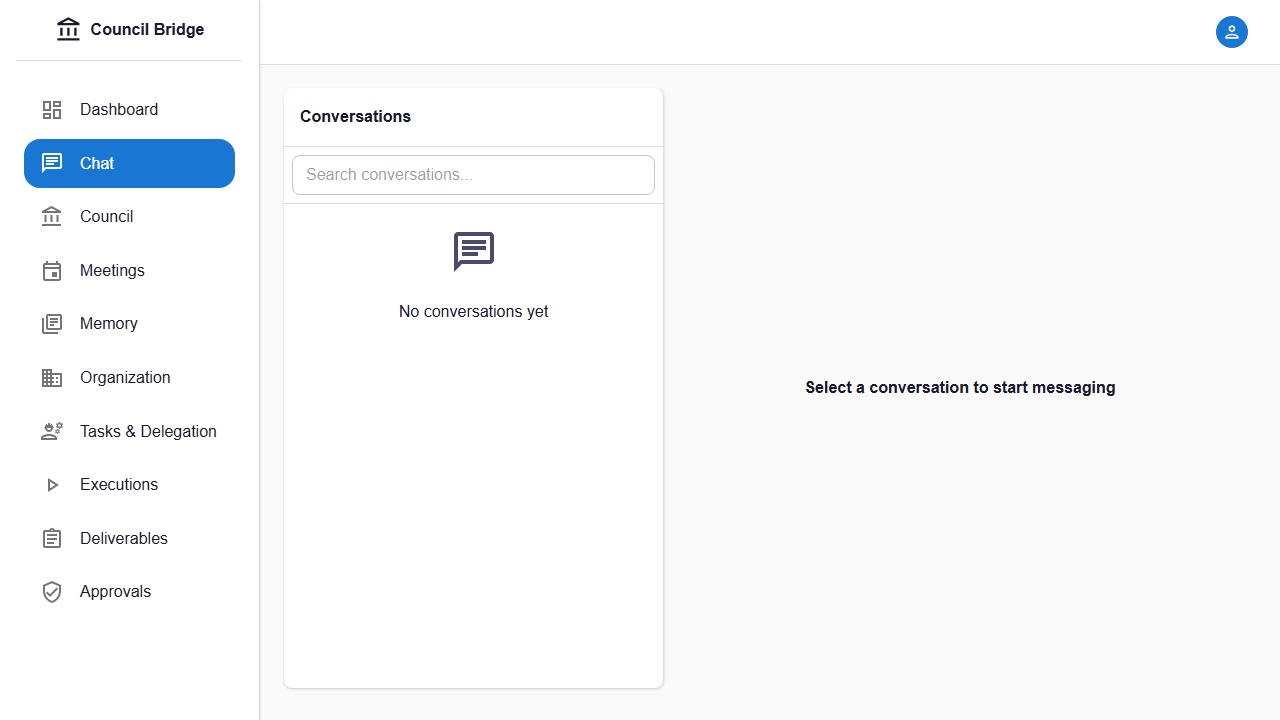 Council Bridge
Dashboard
Chat
Council
Meetings
Memory
Organization
Tasks & Delegation
Executions
Deliverables
Approvals
Conversations
Search conversations...
No conversations yet
Select a conversation to start messaging